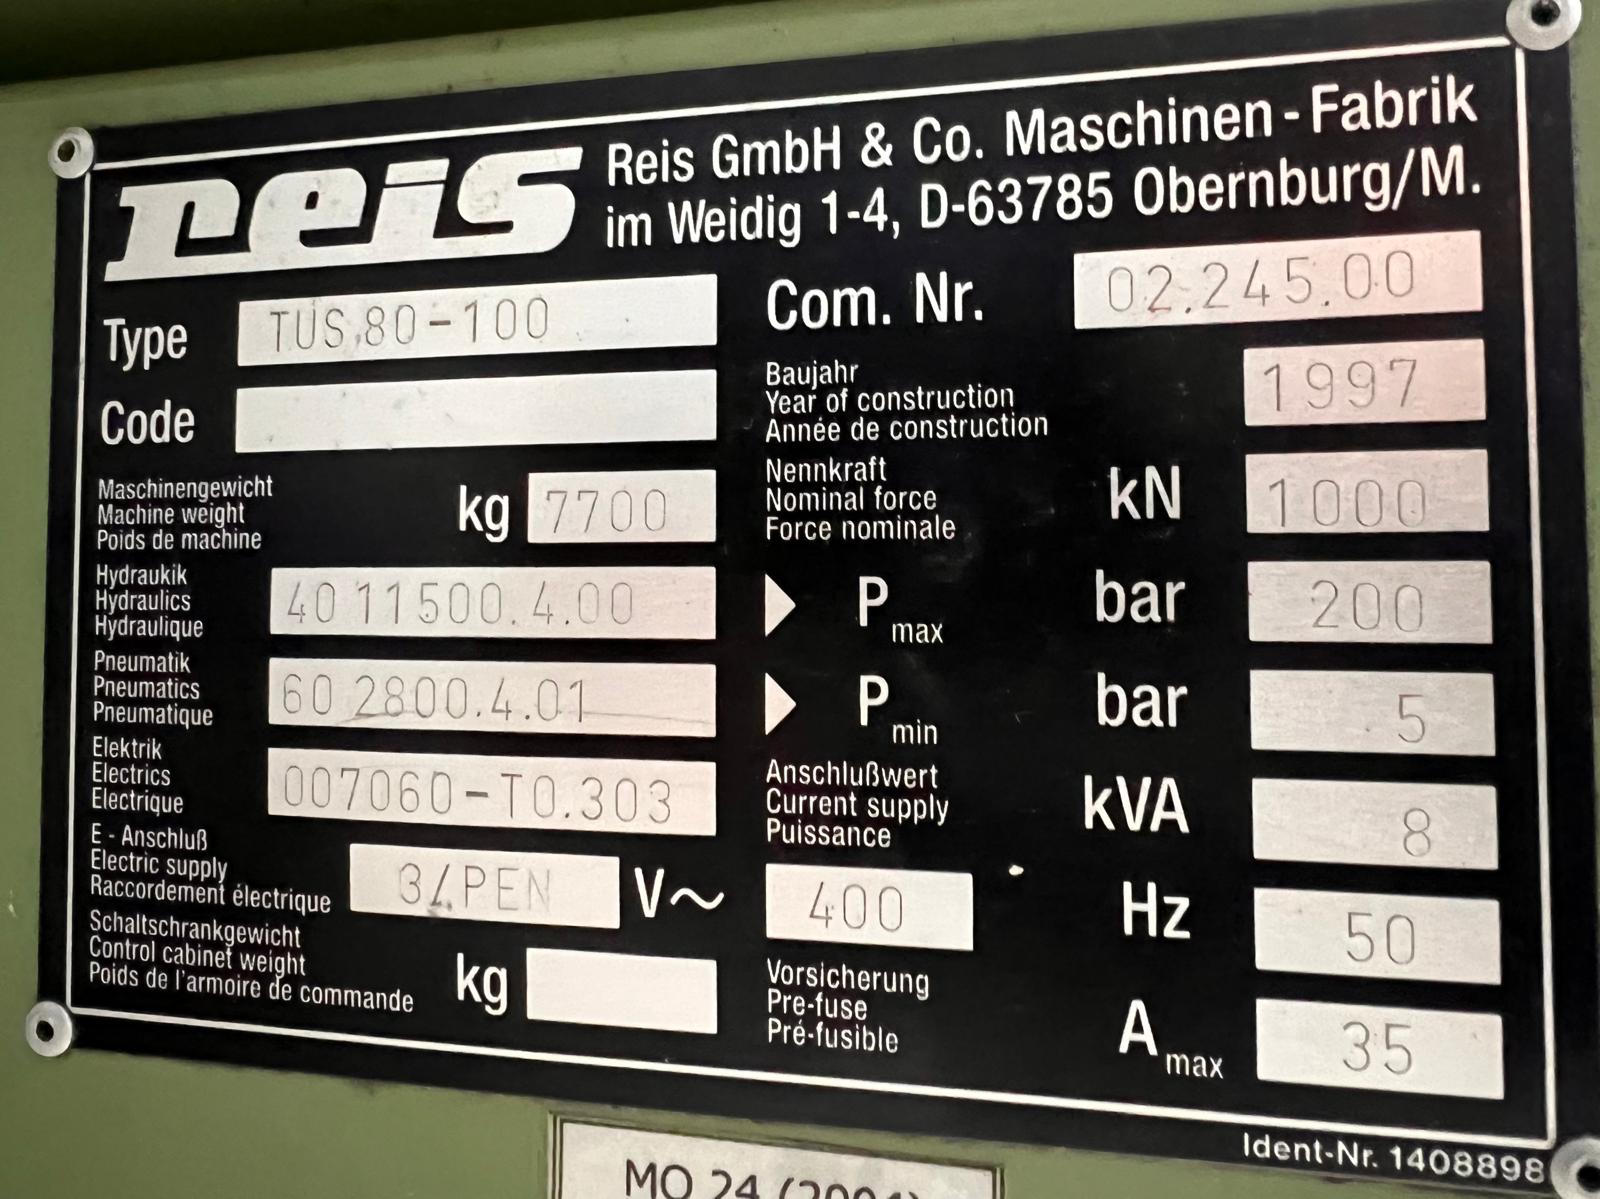 reis
Reis GmbH & Co. Maschinen-Fabrik
im Weidig 1-4, D-63785 Obernburg/M.
Type TUS.80-100
Com. Nr. 02.245.00
Code
Baujahr
Year of construction
Année de construction
1997
Maschinengewicht
Machine weight
Poids de machine
kg 7700
Nennkraft
Nominal force
Force nominale
kN 1000
Hydraukik
Hydraulics
Hydraulique
40 11500.4.00
P max bar 200
Pneumatik
Pneumatics
Pneumatique
60 2800.4.01
P min bar 5
Elektrik
Electrics
Electrique
007060-T0.303
Anschlußwert
Current supply
Puissance
kVA 8
E - Anschluß
Electric supply
Raccordement électrique
3/PEN V~ 400
Hz 50
Schaltschrankgewicht
Control cabinet weight
Poids de l'armoire de commande
kg
Vorsicherung
Pre-fuse
Pré-fusible
A max 35
Ident-Nr. 1408898
MO 24